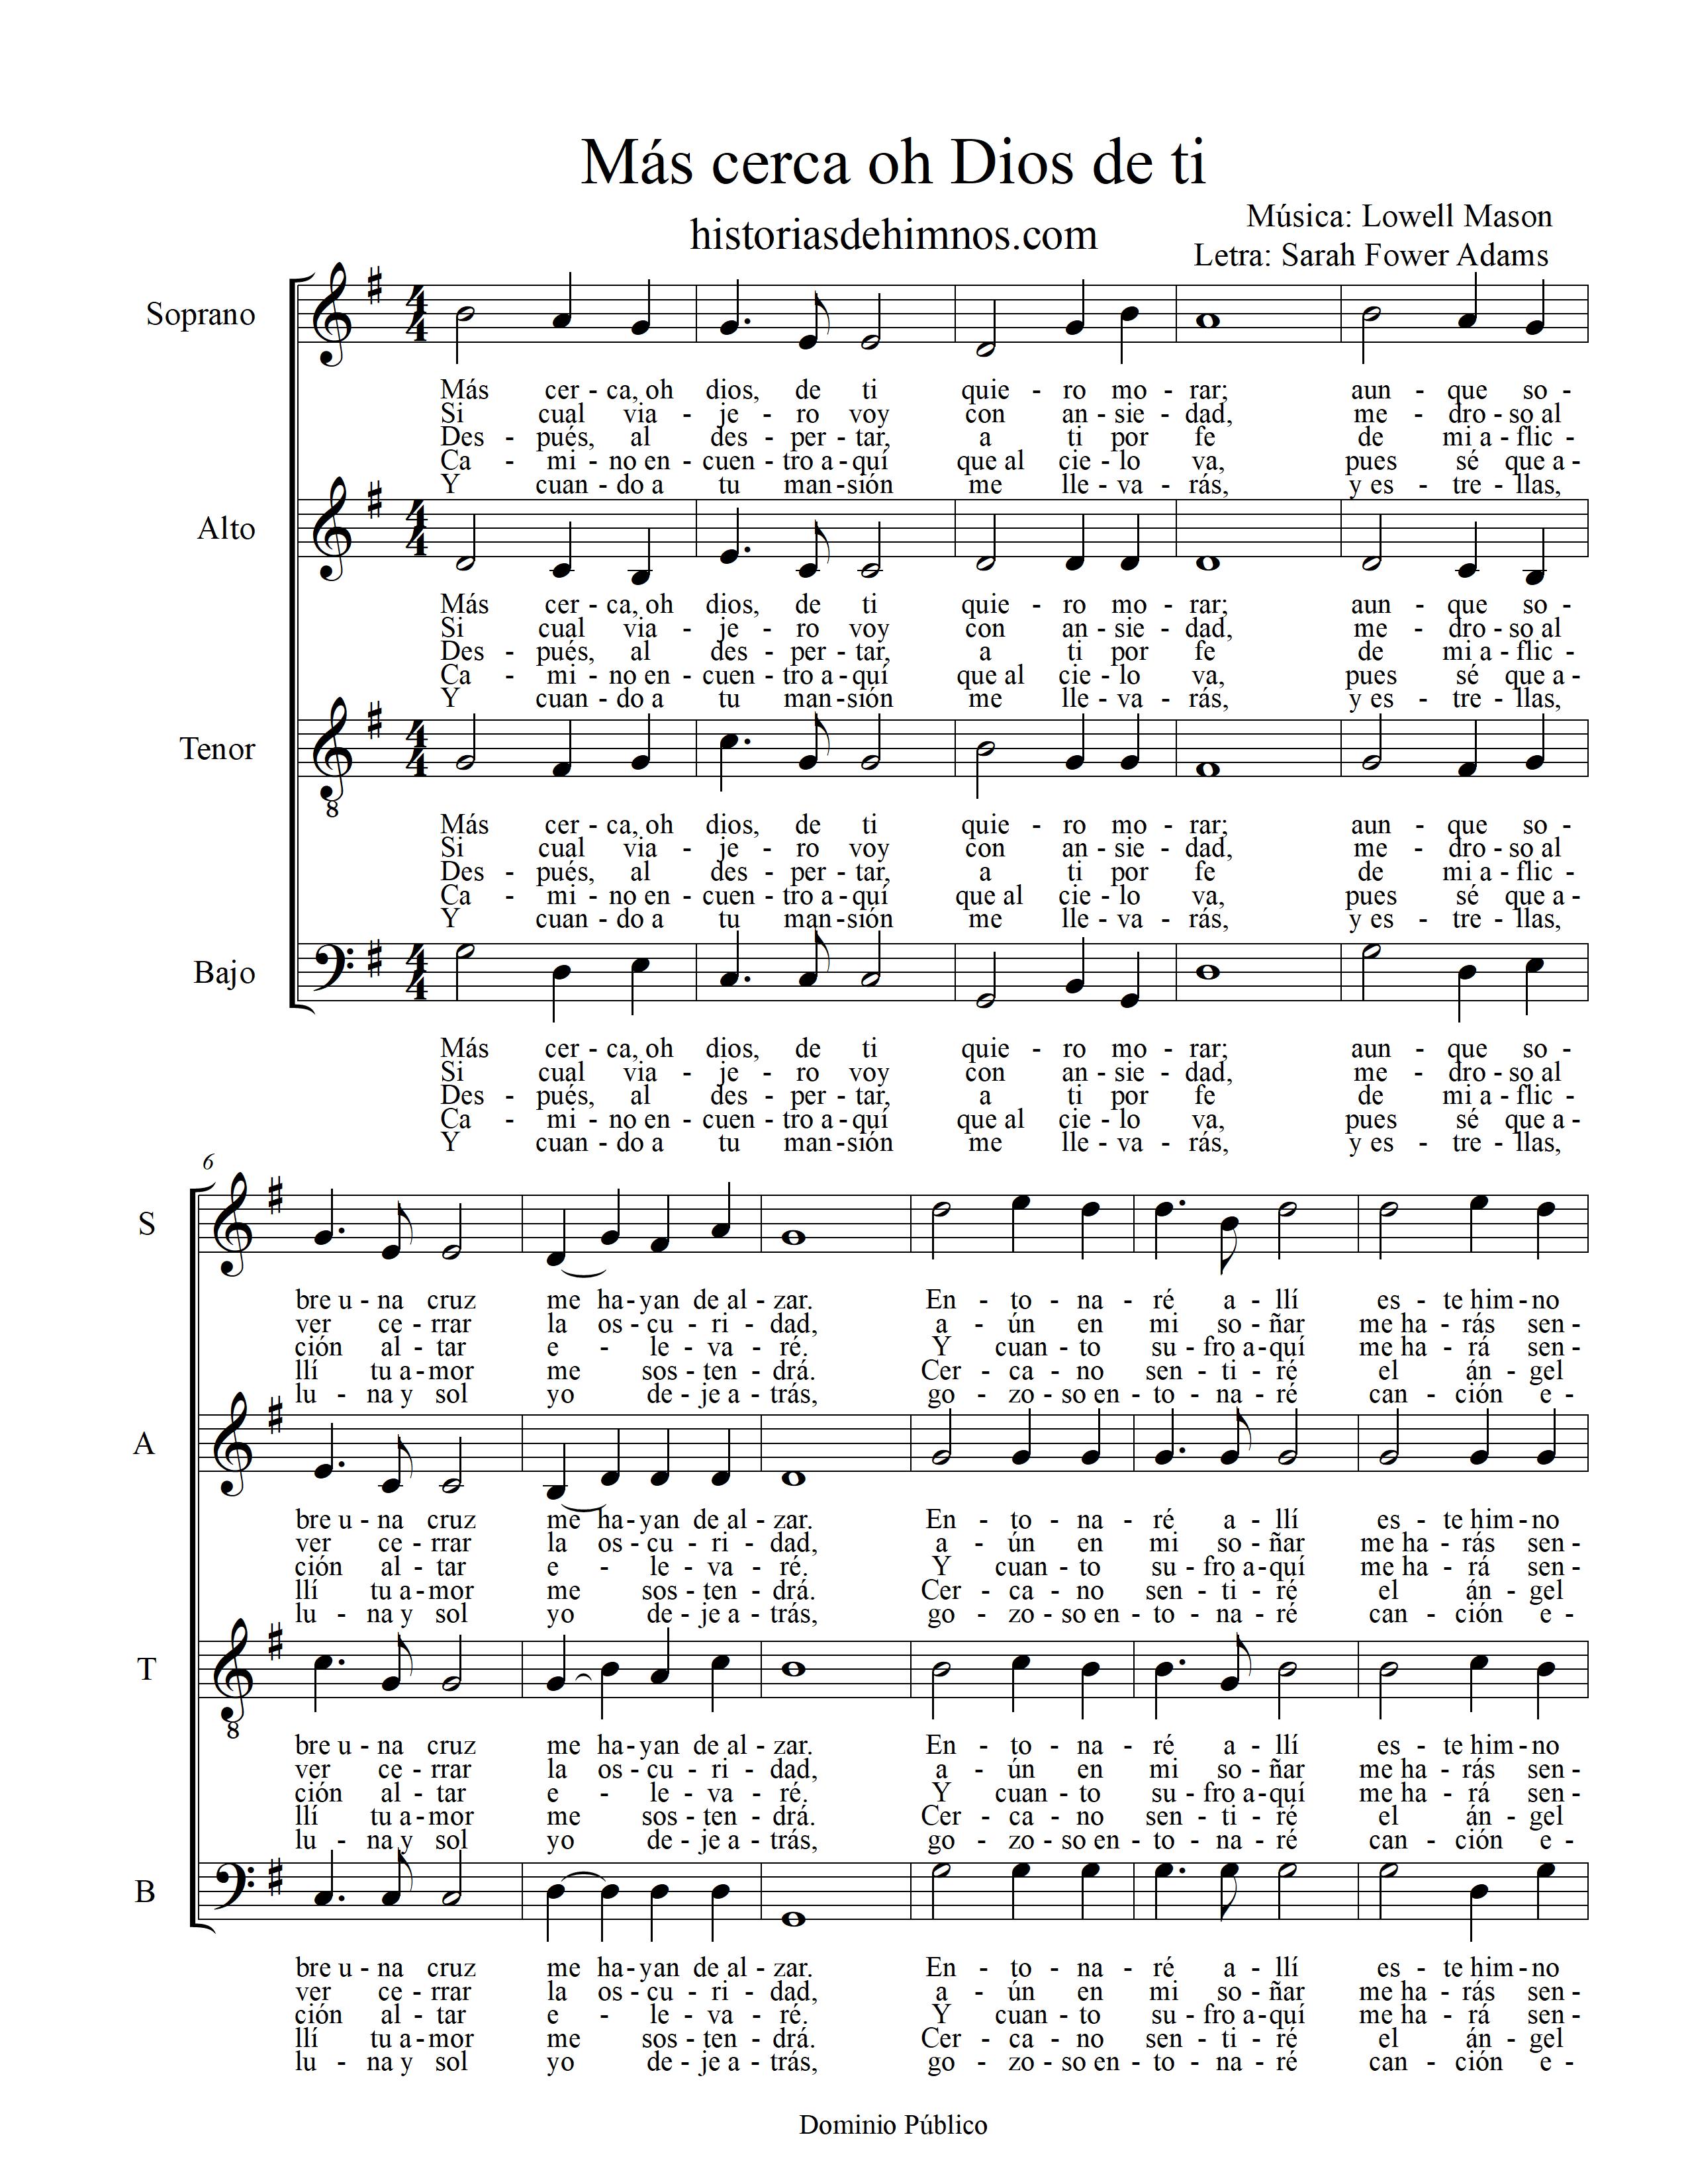 Más cerca oh Dios de ti
historiasdehimnos.com
Música: Lowell Mason
Letra: Sarah Fower Adams
Soprano
Más cer - ca, oh dios, de ti quie - ro mo - rar; aun - que so -
Si cual via - je - ro voy con an - sie - dad, me - dro - so al
Des - pués, al des - per - tar, a ti por fe de mi a - flic -
Ca - mi - no en - cuen - tro a - quí que al cie - lo va, pues sé que a -
Y cuan - do a tu man - sión me lle - va - rás, y es - tre - llas,
Alto
Más cer - ca, oh dios, de ti quie - ro mo - rar; aun - que so -
Si cual via - je - ro voy con an - sie - dad, me - dro - so al
Des - pués, al des - per - tar, a ti por fe de mi a - flic -
Ca - mi - no en - cuen - tro a - quí que al cie - lo va, pues sé que a -
Y cuan - do a tu man - sión me lle - va - rás, y es - tre - llas,
Tenor
8
Más cer - ca, oh dios, de ti quie - ro mo - rar; aun - que so -
Si cual via - je - ro voy con an - sie - dad, me - dro - so al
Des - pués, al des - per - tar, a ti por fe de mi a - flic -
Ca - mi - no en - cuen - tro a - quí que al cie - lo va, pues sé que a -
Y cuan - do a tu man - sión me lle - va - rás, y es - tre - llas,
Bajo
Más cer - ca, oh dios, de ti quie - ro mo - rar; aun - que so -
Si cual via - je - ro voy con an - sie - dad, me - dro - so al
Des - pués, al des - per - tar, a ti por fe de mi a - flic -
Ca - mi - no en - cuen - tro a - quí que al cie - lo va, pues sé que a -
Y cuan - do a tu man - sión me lle - va - rás, y es - tre - llas,
6
S
bre u - na cruz me ha - yan de al - zar. En - to - na - ré a - llí es - te him - no
ver ce - rrar la os - cu - ri - dad, a - ún en mi so - ñar me ha - rás sen -
ción al - tar e - le - va - ré. Y cuan - to su - fro a - quí me ha - rá sen -
llí tu a - mor me sos - ten - drá. Cer - ca - no sen - ti - ré el án - gel
lu - na y sol yo de - je a - trás, go - zo - so en - to - na - ré can - ción e -
A
bre u - na cruz me ha - yan de al - zar. En - to - na - ré a - llí es - te him - no
ver ce - rrar la os - cu - ri - dad, a - ún en mi so - ñar me ha - rás sen -
ción al - tar e - le - va - ré. Y cuan - to su - fro a - quí me ha - rá sen -
llí tu a - mor me sos - ten - drá. Cer - ca - no sen - ti - ré el án - gel
lu - na y sol yo de - je a - trás, go - zo - so en - to - na - ré can - ción e -
T
8
bre u - na cruz me ha - yan de al - zar. En - to - na - ré a - llí es - te him - no
ver ce - rrar la os - cu - ri - dad, a - ún en mi so - ñar me ha - rás sen -
ción al - tar e - le - va - ré. Y cuan - to su - fro a - quí me ha - rá sen -
llí tu a - mor me sos - ten - drá. Cer - ca - no sen - ti - ré el án - gel
lu - na y sol yo de - je a - trás, go - zo - so en - to - na - ré can - ción e -
B
bre u - na cruz me ha - yan de al - zar. En - to - na - ré a - llí es - te him - no
ver ce - rrar la os - cu - ri - dad, a - ún en mi so - ñar me ha - rás sen -
ción al - tar e - le - va - ré. Y cuan - to su - fro a - quí me ha - rá sen -
llí tu a - mor me sos - ten - drá. Cer - ca - no sen - ti - ré el án - gel
lu - na y sol yo de - je a - trás, go - zo - so en - to - na - ré can - ción e -
Dominio Público